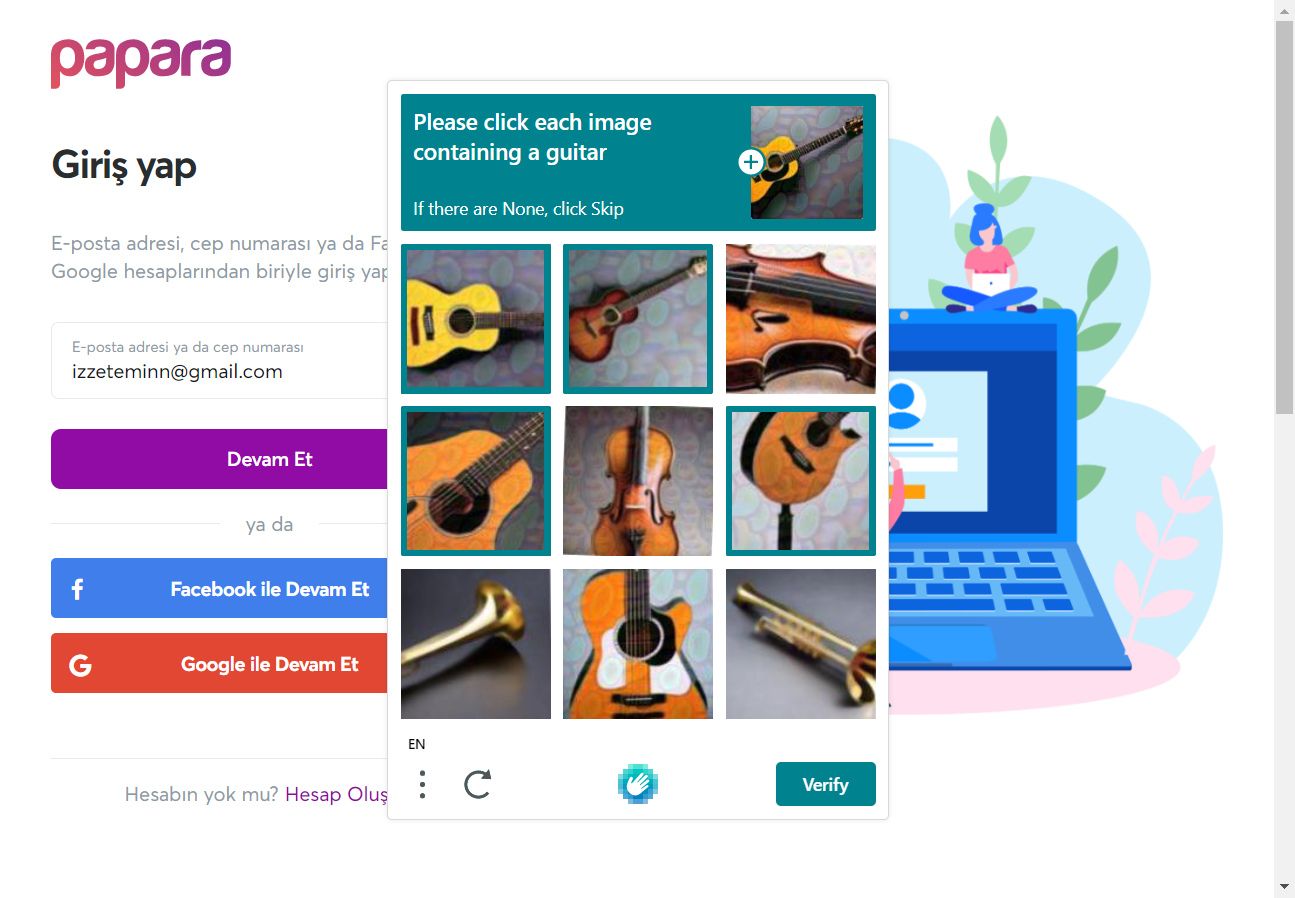 papara
Giriş yap
E-posta adresi, cep numarası ya da Fa
Google hesaplarından biriyle giriş yap
E-posta adresi ya da cep numarası
izzeteminn@gmail.com
Devam Et
ya da
Facebook ile Devam Et
Google ile Devam Et
Hesabın yok mu? Hesap Oluş
Please click each image
containing a guitar
If there are None, click Skip
EN
Verify